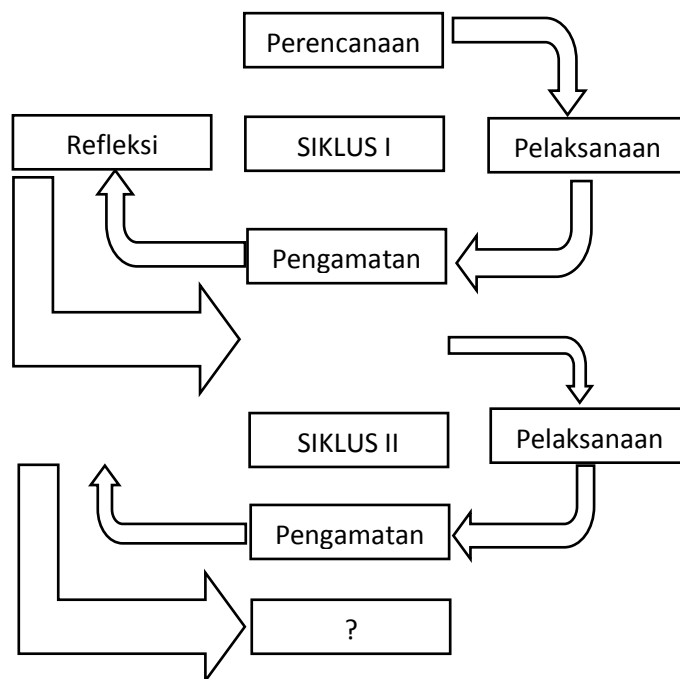 Perencanaan
Refleksi
SIKLUS I
Pelaksanaan
Pengamatan
SIKLUS II
Pelaksanaan
Pengamatan
?